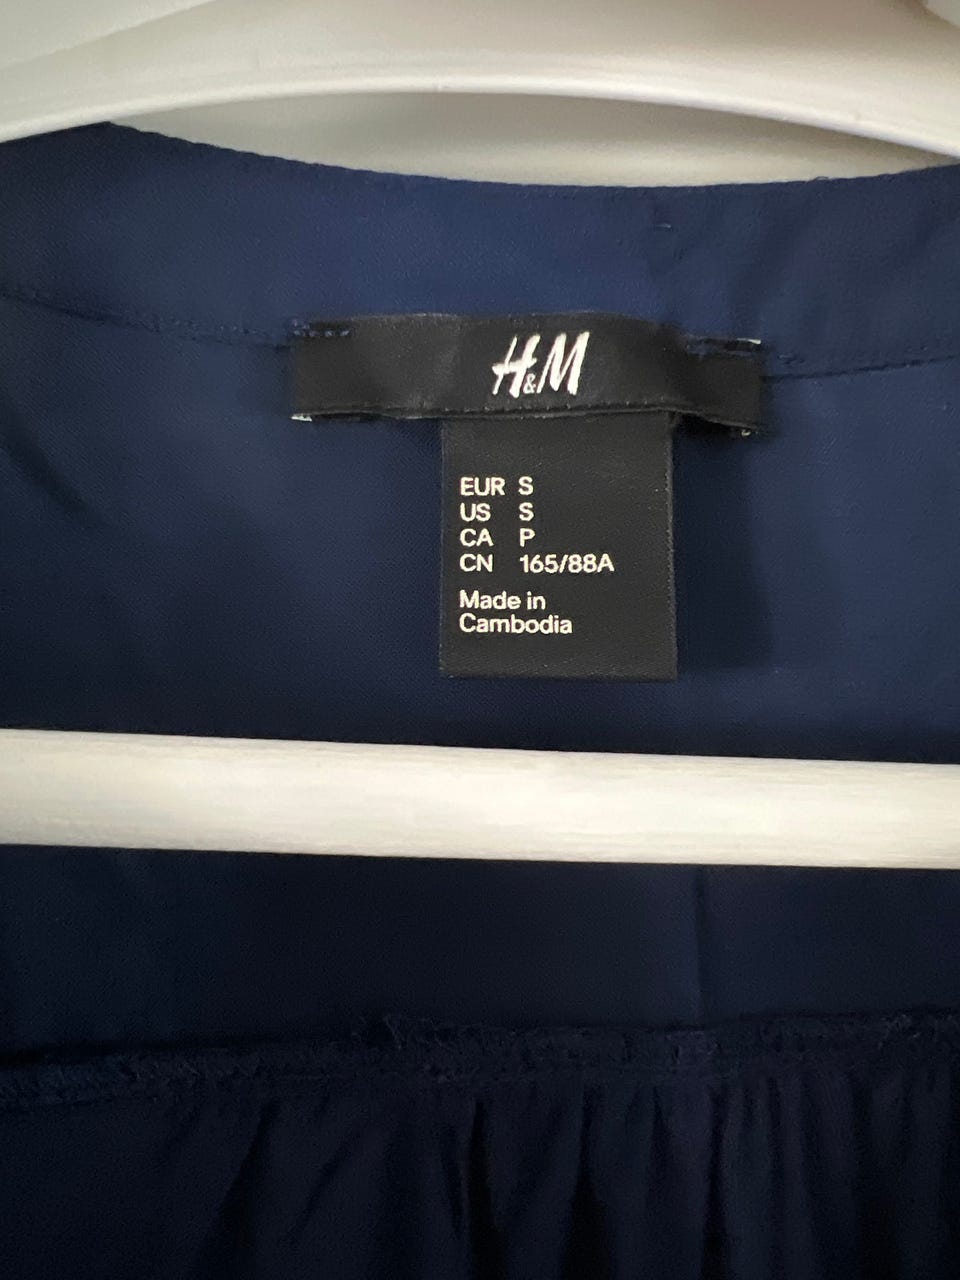 H&M
EUR S
US S
CA P
CN 165/88A
Made in
Cambodia